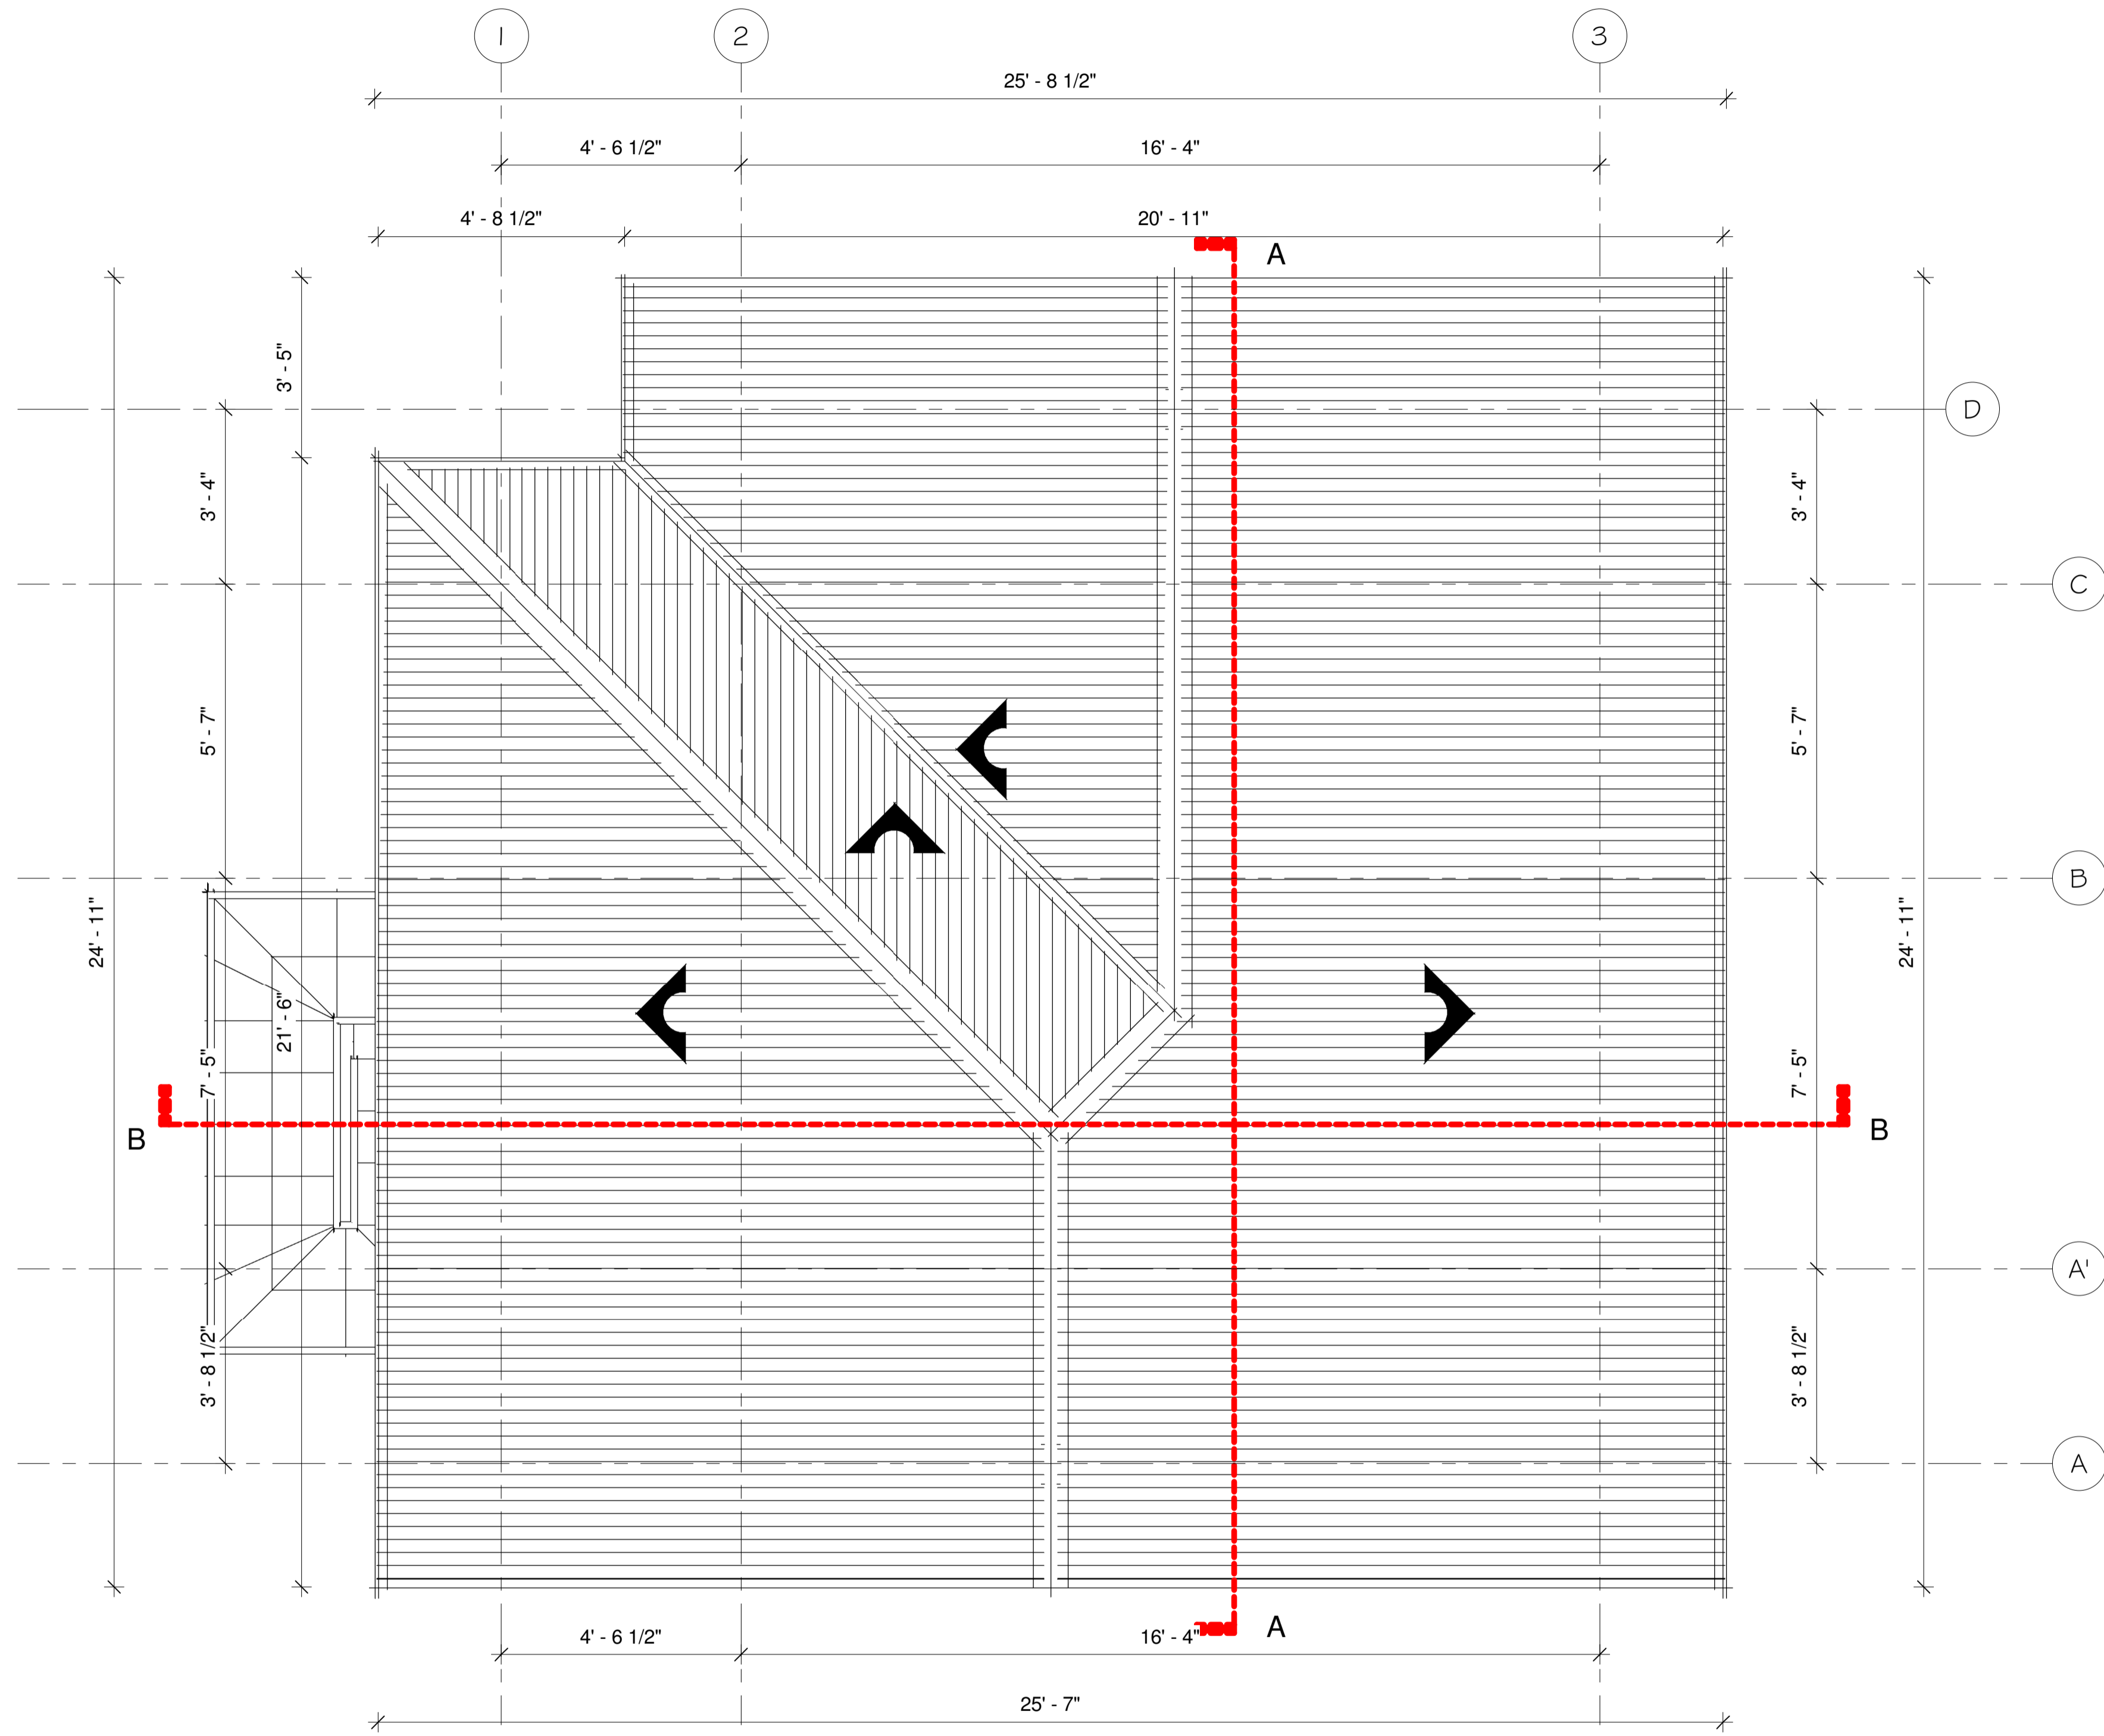 1
2
3
25' - 8 1/2"
4' - 6 1/2"
16' - 4"
4' - 8 1/2"
20' - 11"
A
3' - 5"
D
3' - 4"
3' - 4"
C
5' - 7"
5' - 7"
B
24' - 11"
24' - 11"
21' - 6"
7' - 5"
7' - 5"
B
B
A'
3' - 8 1/2"
3' - 8 1/2"
A
4' - 6 1/2"
16' - 4"
A
25' - 7"